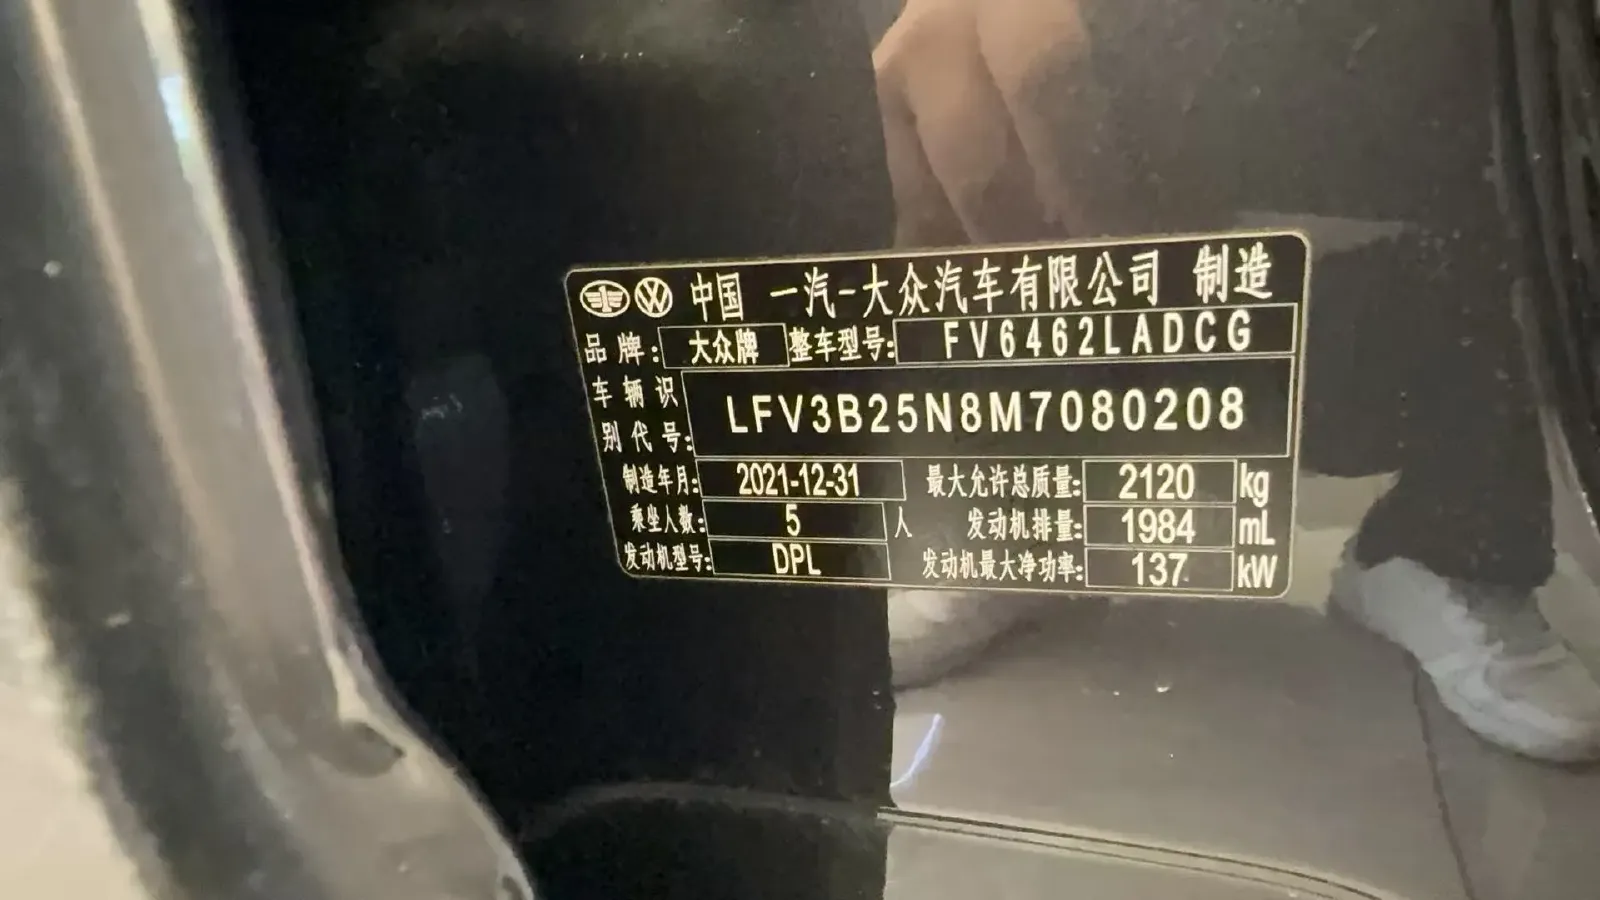 中国 一汽-大众汽车有限公司 制造
品牌: 大众牌 整车型号: FV6462LADCG
车辆识别代号: LFV3B25N8M7080208
制造年月: 2021-12-31 最大允许总质量: 2120 kg
乘坐人数: 5 人 发动机排量: 1984 mL
发动机型号: DPL 发动机最大净功率: 137 kW